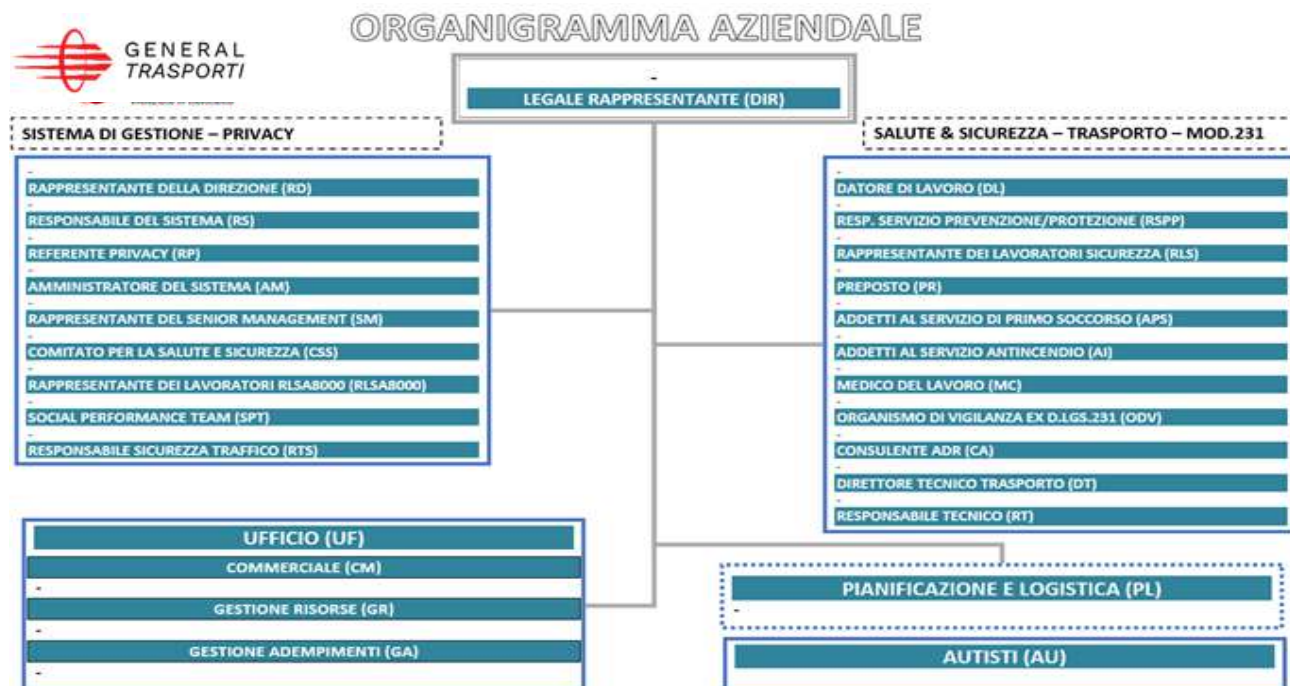 ORGANIGRAMMA AZIENDALE
GENERAL
TRASPORTI
-
LEGALE RAPPRESENTANTE (DIR)
SISTEMA DI GESTIONE – PRIVACY
-
RAPPRESENTANTE DELLA DIREZIONE (RD)
-
RESPONSABILE DEL SISTEMA (RS)
-
REFERENTE PRIVACY (RP)
-
AMMINISTRATORE DEL SISTEMA (AM)
-
RAPPRESENTANTE DEL SENIOR MANAGEMENT (SM)
-
COMITATO PER LA SALUTE E SICUREZZA (CSS)
-
RAPPRESENTANTE DEI LAVORATORI RLSA8000 (RLSA8000)
-
SOCIAL PERFORMANCE TEAM (SPT)
-
RESPONSABILE SICUREZZA TRAFFICO (RTS)
SALUTE & SICUREZZA – TRASPORTO – MOD.231
-
DATORE DI LAVORO (DL)
-
RESP. SERVIZIO PREVENZIONE/PROTEZIONE (RSPP)
-
RAPPRESENTANTE DEI LAVORATORI SICUREZZA (RLS)
-
PREPOSTO (PR)
-
ADDETTI AL SERVIZIO DI PRIMO SOCCORSO (APS)
-
ADDETTI AL SERVIZIO ANTINCENDIO (AI)
-
MEDICO DEL LAVORO (MC)
-
ORGANISMO DI VIGILANZA EX D.LGS.231 (ODV)
-
CONSULENTE ADR (CA)
-
DIRETTORE TECNICO TRASPORTO (DT)
-
RESPONSABILE TECNICO (RT)
UFFICIO (UF)
COMMERCIALE (CM)
-
GESTIONE RISORSE (GR)
-
GESTIONE ADEMPIMENTI (GA)
-
PIANIFICAZIONE E LOGISTICA (PL)
-
AUTISTI (AU)